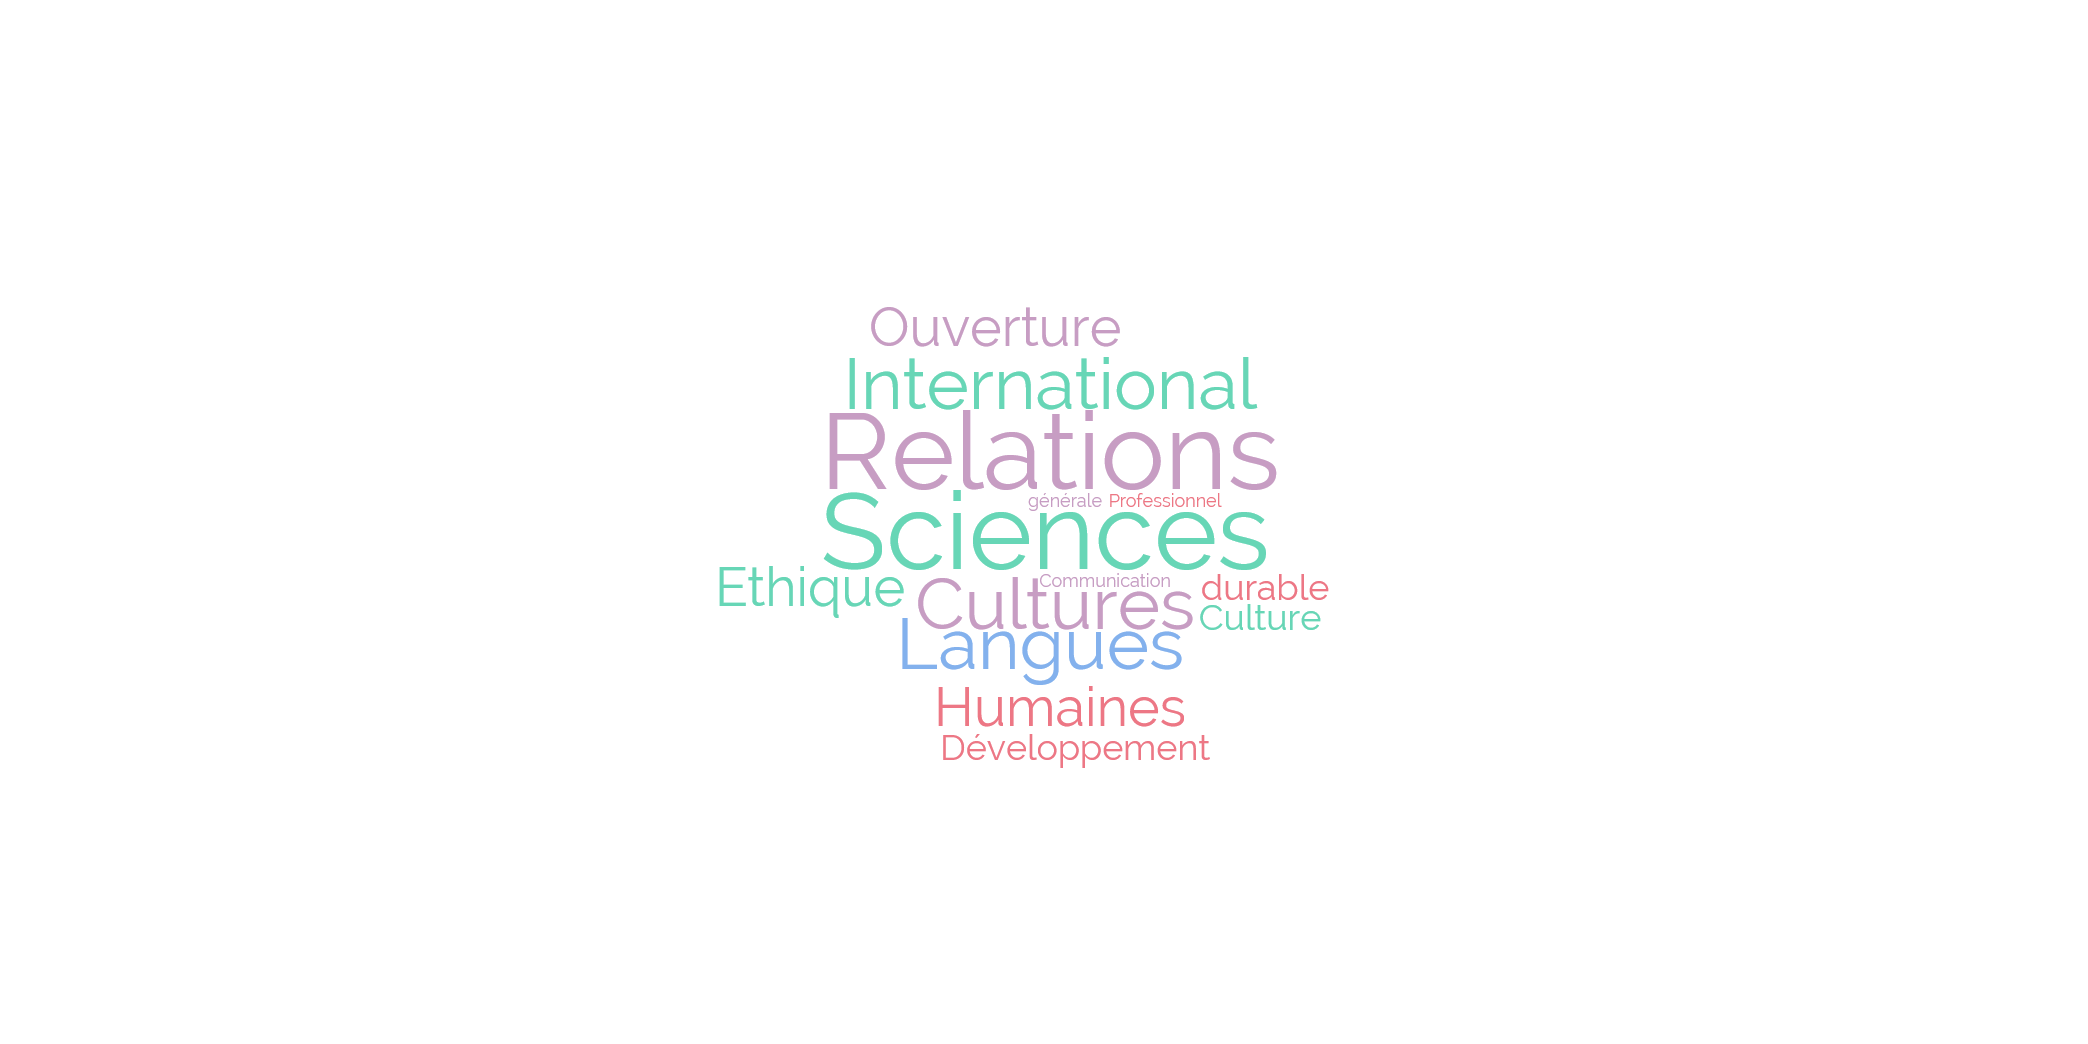 Ouverture
International
Relations
générale Professionnel
Sciences
Communication
Ethique Cultures durable
Culture
Langues
Humaines
Développement